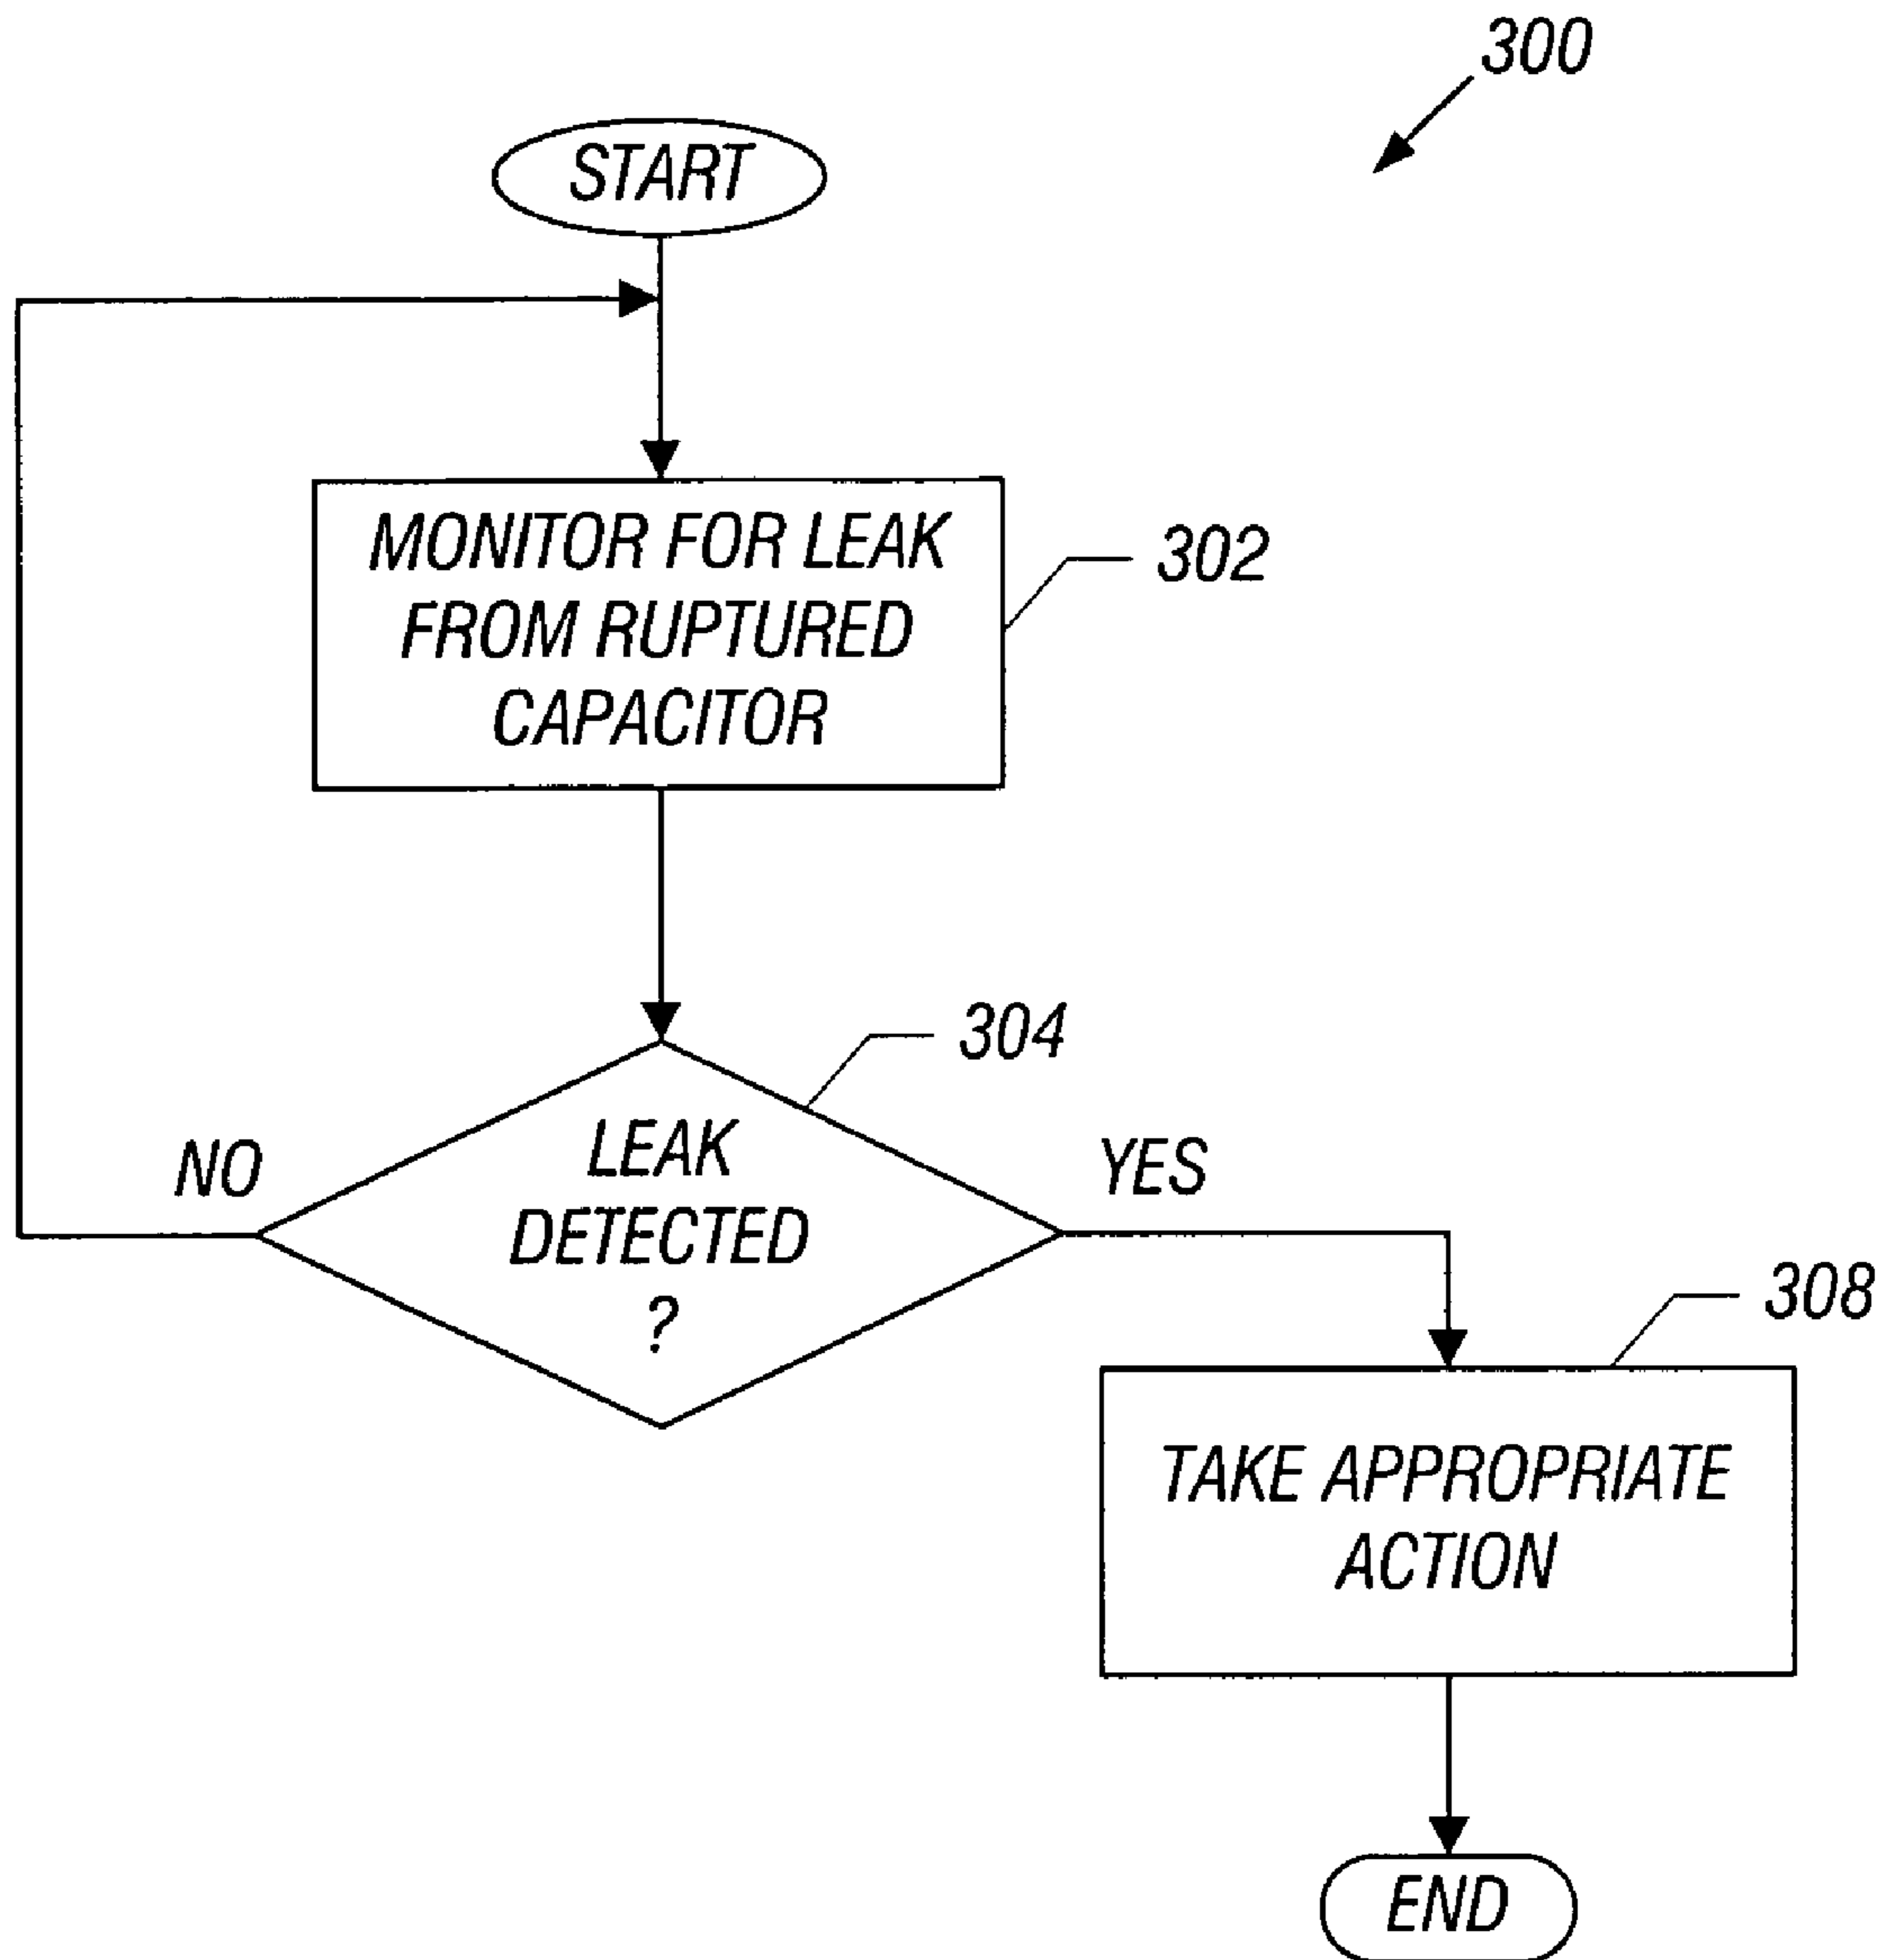 300
START
MONITOR FOR LEAK
FROM RUPTURED
CAPACITOR
302
304
LEAK
DETECTED
?
NO
YES
308
TAKE APPROPRIATE
ACTION
END